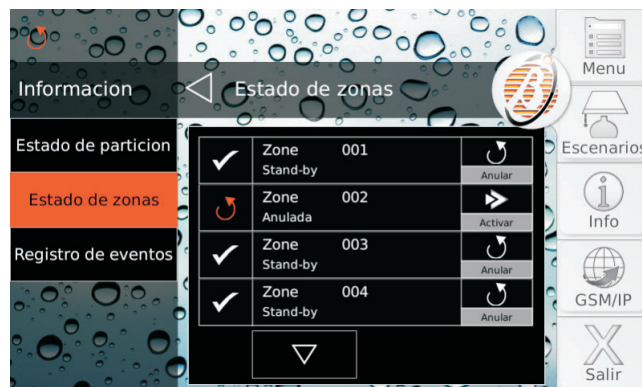 Informacion
Estado de zonas
Menu
Estado de particion
Estado de zonas
Registro de eventos
Zone 001
Stand-by
Anular
Zone 002
Anulada
Activar
Zone 003
Stand-by
Anular
Zone 004
Stand-by
Anular
Escenarios
Info
GSM/IP
Salir